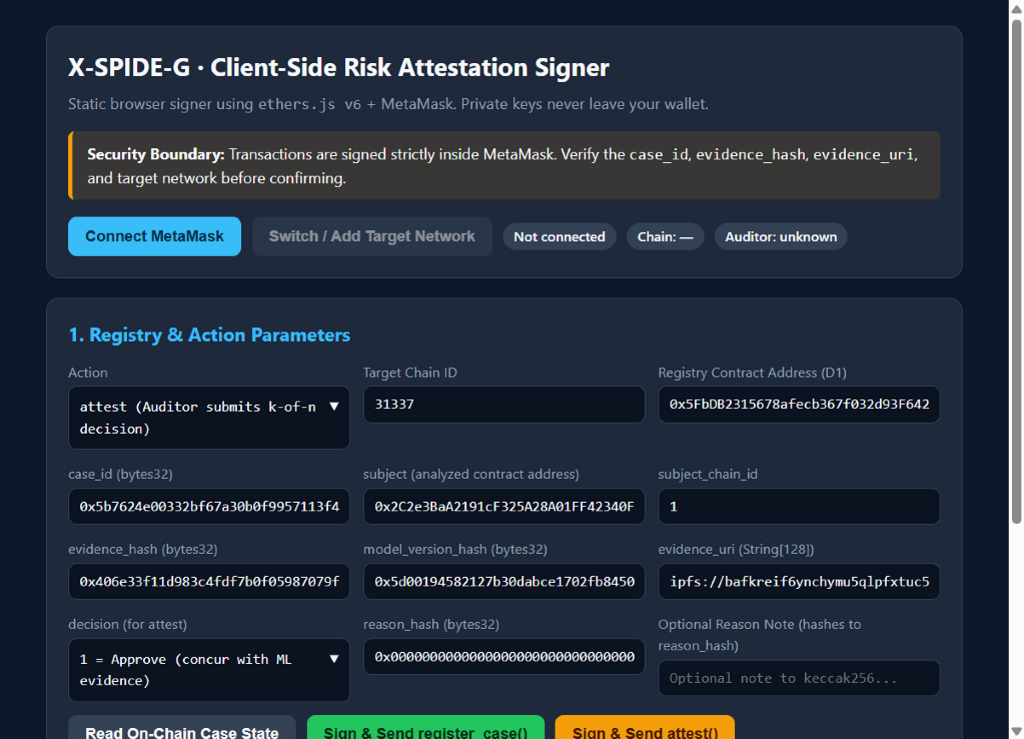 X-SPIDE-G · Client-Side Risk Attestation Signer
Static browser signer using ethers.js v6 + MetaMask. Private keys never leave your wallet.
Security Boundary: Transactions are signed strictly inside MetaMask. Verify the case_id, evidence_hash, evidence_uri,
and target network before confirming.
Connect MetaMask
Switch / Add Target Network
Not connected
Chain: —
Auditor: unknown
1. Registry & Action Parameters
Action
Target Chain ID
Registry Contract Address (D1)
attest (Auditor submits k-of-n
decision)
31337
0x5FbDB2315678afecb367f032d93F642
case_id (bytes32)
subject (analyzed contract address)
subject_chain_id
0x5b7624e00332bf67a30b0f9957113f4
0x2C2e3BaA2191cF325A28A01FF42340F
1
evidence_hash (bytes32)
model_version_hash (bytes32)
evidence_uri (String[128])
0x406e33f11d983c4fdf7b0f05987079f
0x5d00194582127b30dabce1702fb8450
ipfs://bafkreif6ynchymu5qlpfxtuc5
decision (for attest)
reason_hash (bytes32)
Optional Reason Note (hashes to
reason_hash)
1 = Approve (concur with ML
evidence)
0x0000000000000000000000000000000
Optional note to keccak256...
Read On-Chain Case State
Sign & Send register_case()
Sign & Send attest()